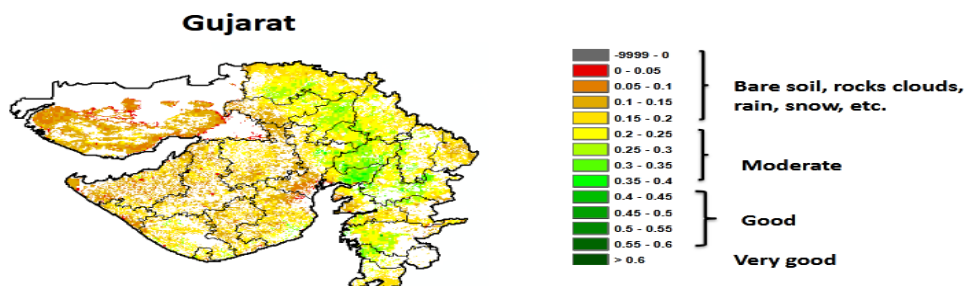 Gujarat
-9999 - 0
0 - 0.05
0.05 - 0.1
0.1 - 0.15
0.15 - 0.2
0.2 - 0.25
0.25 - 0.3
0.3 - 0.35
0.35 - 0.4
0.4 - 0.45
0.45 - 0.5
0.5 - 0.55
0.55 - 0.6
> 0.6
Bare soil, rocks clouds,
rain, snow, etc.
Moderate
Good
Very good